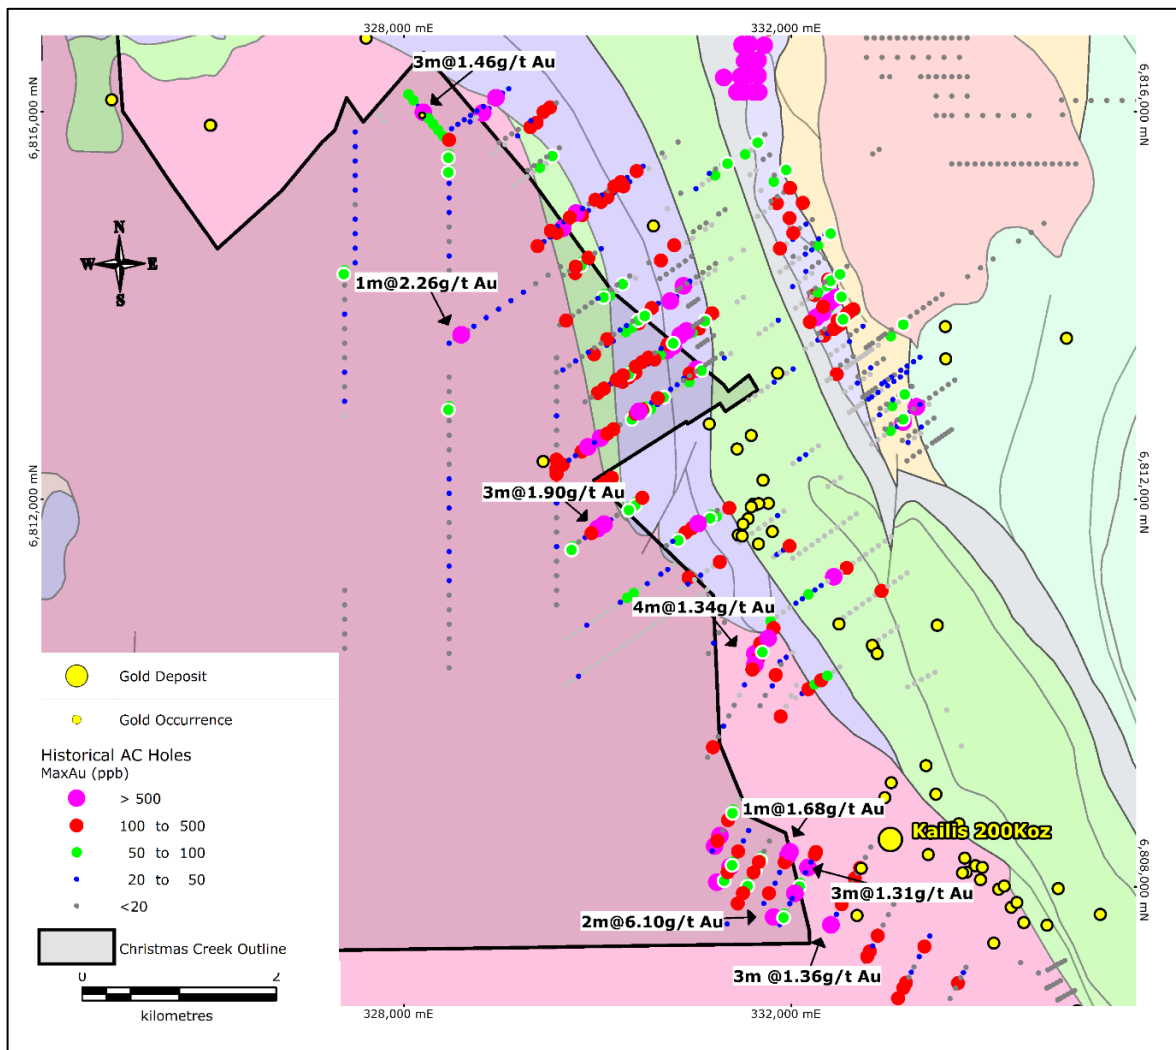 328,000 mE
332,000 mE
3m@1.46g/t Au
6,816,000 mN
6,816,000 mN
N
W E
S
1m@2.26g/t Au
6,812,000 mN
6,812,000 mN
3m@1.90g/t Au
4m@1.34g/t Au
Gold Deposit
Gold Occurrence
Historical AC Holes
MaxAu (ppb)
> 500
100 to 500
50 to 100
20 to 50
<20
Christmas Creek Outline
0 2
kilometres
1m@1.68g/t Au
Kailis 200Koz
6,808,000 mN
3m@1.31g/t Au
2m@6.10g/t Au
3m @1.36g/t Au
328,000 mE
332,000 mE